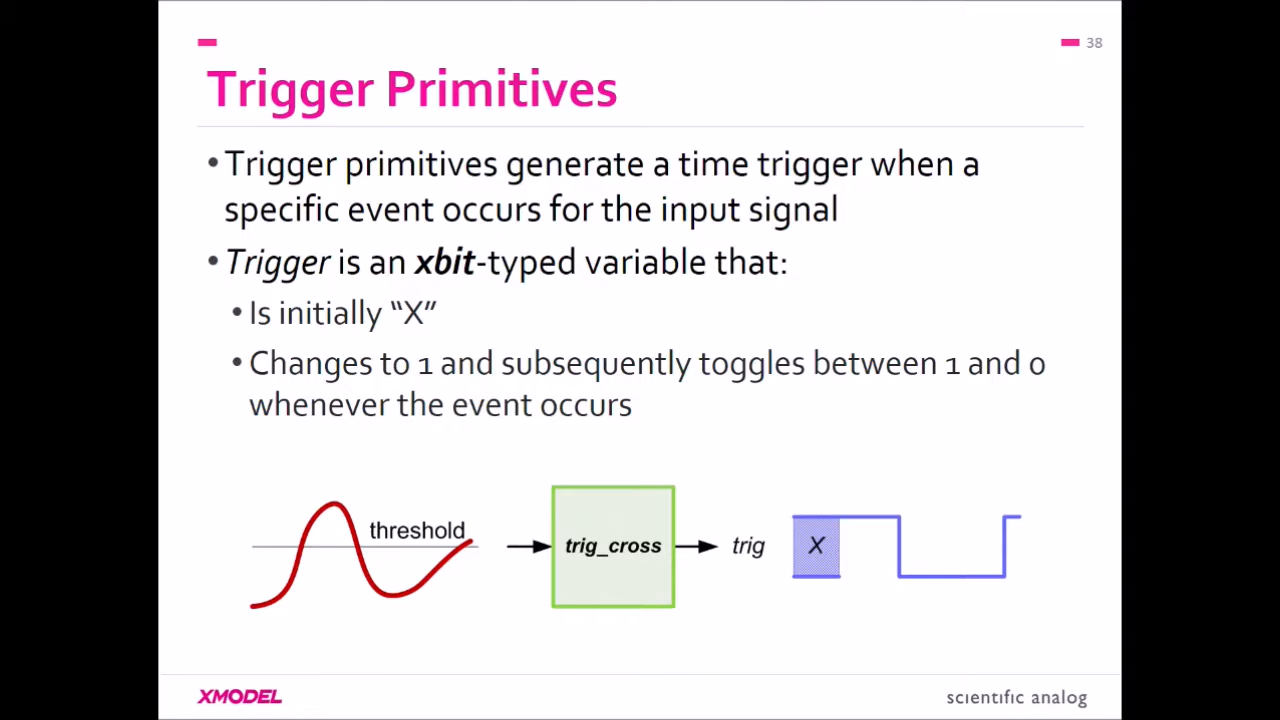 38
Trigger Primitives
•Trigger primitives generate a time trigger when a
specific event occurs for the input signal
•Trigger is an xbit-typed variable that:
•Is initially “X”
•Changes to 1 and subsequently toggles between 1 and 0
whenever the event occurs
threshold
trig_cross
trig
X
XMODEL
scientific analog